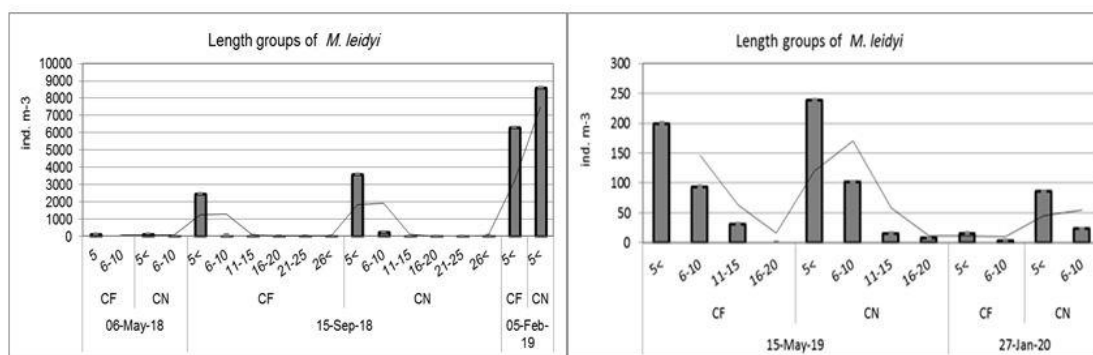 Length groups of M. leidyi
ind. m-3
10000
9000
8000
7000
6000
5000
4000
3000
2000
1000
0
5 6-10 5< 6-10 5< 6-10 11-15 16-20 21-25 26< 5< 6-10 11-15 16-20 21-25 26< 5< 5<
CF CN CF CN CF CN
06-May-18 15-Sep-18 05-Feb-
19
Length groups of M. leidyi
ind. m-3
300
250
200
150
100
50
0
5< 6-10 11-15 16-20 5< 6-10 11-15 16-20 5< 6-10 5< 6-10
CF CN CF CN
15-May-19 27-Jan-20